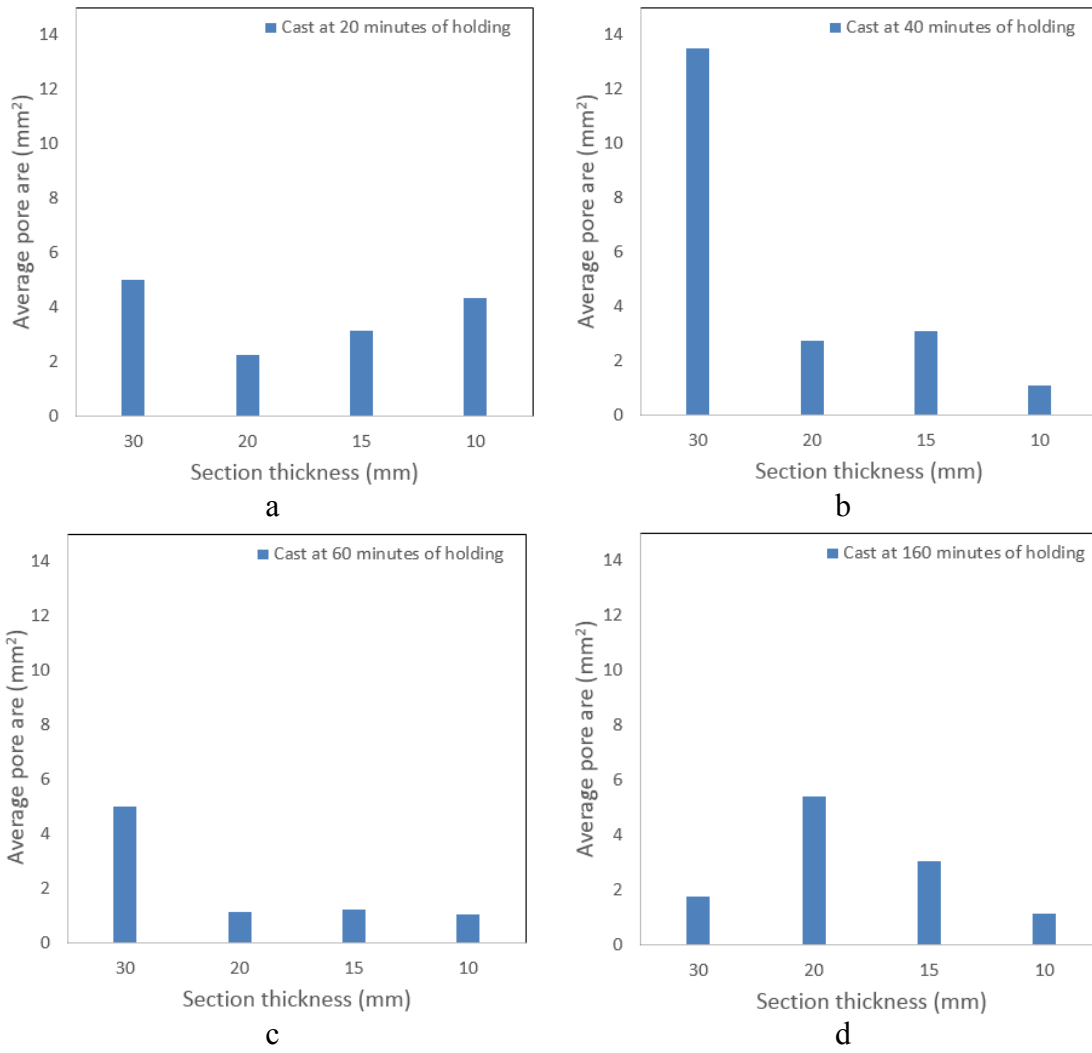 Cast at 20 minutes of holding
Average pore are (mm²)
14
12
10
8
6
4
2
0
30 20 15 10
Section thickness (mm)
a
Cast at 40 minutes of holding
Average pore are (mm²)
14
12
10
8
6
4
2
0
30 20 15 10
Section thickness (mm)
b
Cast at 60 minutes of holding
Average pore are (mm²)
14
12
10
8
6
4
2
0
30 20 15 10
Section thickness (mm)
c
Cast at 160 minutes of holding
Average pore are (mm²)
14
12
10
8
6
4
2
0
30 20 15 10
Section thickness (mm)
d